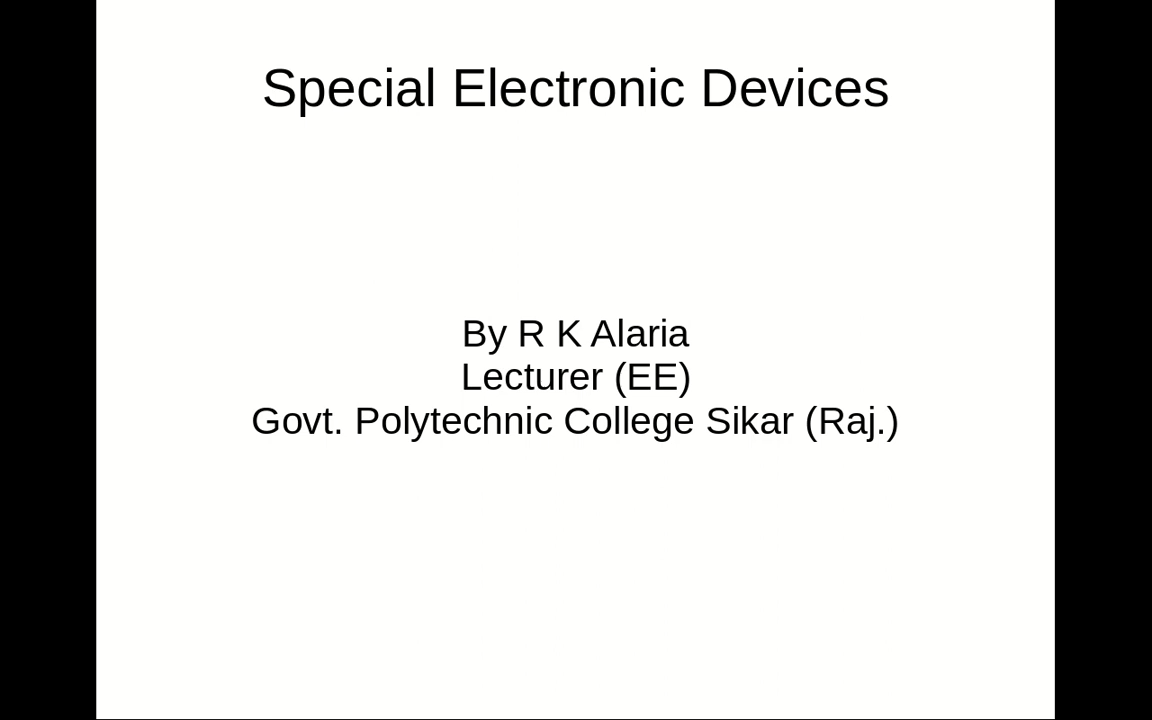 Special Electronic Devices
By R K Alaria
Lecturer (EE)
Govt. Polytechnic College Sikar (Raj.)